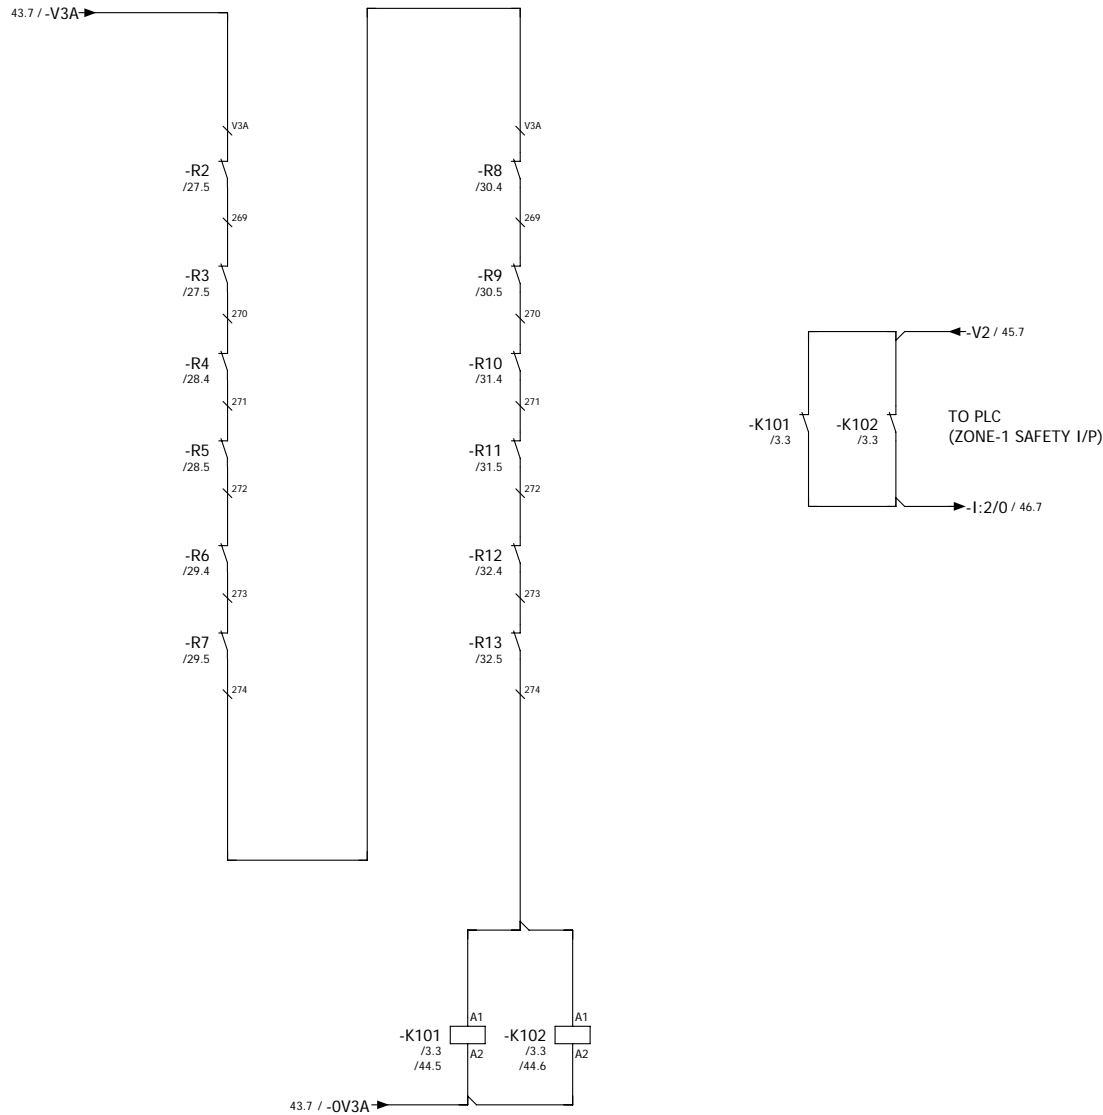 43.7 / -V3A
V3A
-R2
/27.5
269
-R3
/27.5
270
-R4
/28.4
271
-R5
/28.5
272
-R6
/29.4
273
-R7
/29.5
274
V3A
-R8
/30.4
269
-R9
/30.5
270
-R10
/31.4
271
-R11
/31.5
272
-R12
/32.4
273
-R13
/32.5
274
A1
-K101
/3.3
/44.5
A2
A1
-K102
/3.3
/44.6
A2
43.7 / -0V3A
-V2 / 45.7
-K101
/3.3
-K102
/3.3
TO PLC
(ZONE-1 SAFETY I/P)
-I:2/0 / 46.7